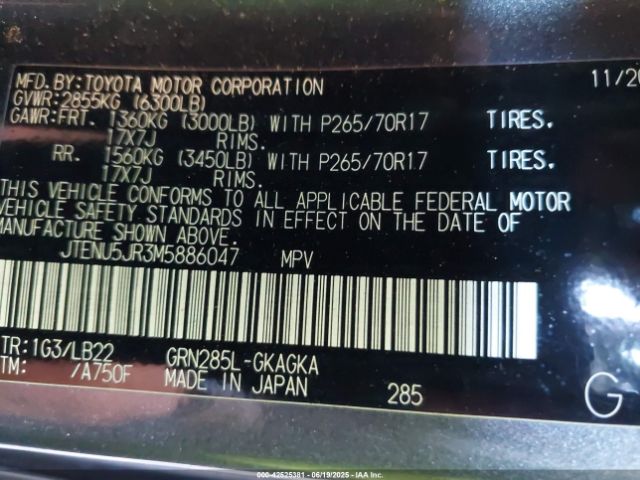 MFD.BY:TOYOTA MOTOR CORPORATION 11/20
GVWR:2855KG (6300LB)
GAWR:FRT. 1360KG (3000LB) WITH P265/70R17 TIRES.
17X7J RIMS.
RR. 1560KG (3450LB) WITH P265/70R17 TIRES.
17X7J RIMS.
THIS VEHICLE CONFORMS TO ALL APPLICABLE FEDERAL MOTOR
VEHICLE SAFETY STANDARDS IN EFFECT ON THE DATE OF
MANUFACTURE SHOWN ABOVE.
JTENU5JR3M5886047 MPV
TR:1G3/LB22 GRN285L-GKAGKA
TM: /A750F MADE IN JAPAN 285 G
000-42525381 - 06/19/2025 - IAA Inc.